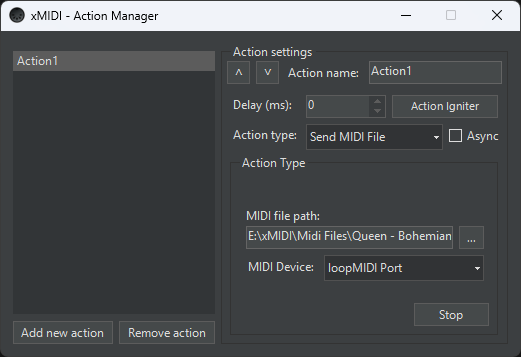 xMIDI - Action Manager
Action1
Action settings
Action name: Action1
Delay (ms): 0 Action Igniter
Action type: Send MIDI File Async
Action Type
MIDI file path:
E:\xMIDI\Midi Files\Queen - Bohemian ...
MIDI Device: loopMIDI Port
Stop
Add new action Remove action